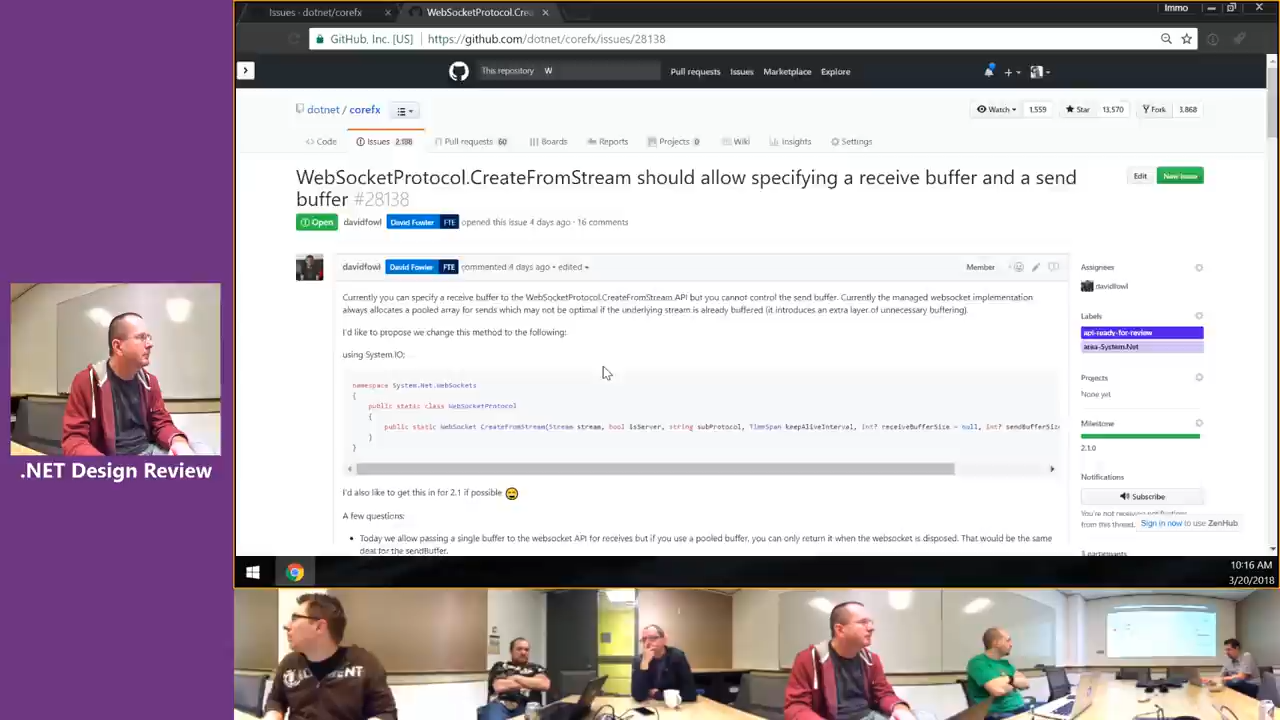 Issues · dotnet/corefx
WebSocketProtocol.Crea
Immo
GitHub, Inc. [US]
https://github.com/dotnet/corefx/issues/28138
This repository
Pull requests
Issues
Marketplace
Explore
dotnet / corefx
Watch
1,559
Star
13,570
Fork
3,868
Code
Issues
Pull requests 60
Boards
Reports
Projects 0
Wiki
Insights
Settings
WebSocketProtocol.CreateFromStream should allow specifying a receive buffer and a send
buffer #28138
Edit
New issue
Open
davidfowl David Fowler FTE opened this issue 4 days ago · 16 comments
davidfowl David Fowler FTE commented 4 days ago • edited
Member
Currently you can specify a receive buffer to the WebSocketProtocol.CreateFromStream API but you cannot control the send buffer. Currently the managed websocket implementation
always allocates a pooled array for sends which may not be optimal if the underlying stream is already buffered (it introduces an extra layer of unnecessary buffering).
I'd like to propose we change this method to the following:
using System.IO;
namespace System.Net.WebSockets
{
public static class WebSocketProtocol
{
public static WebSocket CreateFromStream(Stream stream, bool isServer, string subProtocol, TimeSpan keepAliveInterval, int? receiveBufferSize = null, int? sendBufferSize
}
}
I'd also like to get this in for 2.1 if possible 😄
A few questions:
• Today we allow passing a single buffer to the websocket API for receives but if you use a pooled buffer, you can only return it when the websocket is disposed. That would be the same
deal for the sendBuffer.
Assignees
davidfowl
Labels
api-ready-for-review
area-System.Net
Projects
None yet
Milestone
2.1.0
Notifications
Subscribe
You're not receiving notifications
from this thread.
Sign in now to use ZenHub
3 participants
10:16 AM
3/20/2018
.NET Design Review